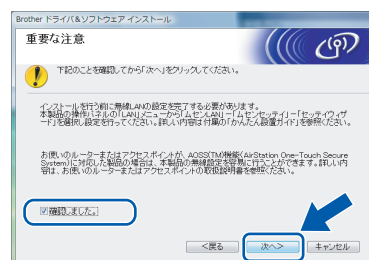 Brother ドライバ&ソフトウェア インストール
重要な注意
下記のことを確認してから「次へ」をクリックしてください。
インストールを行う前に無線LANの設定を完了する必要があります。
本製品の操作パネルの「LAN」メニューから「ムセンLAN」-「ムセンセッテイ」-「セッテイウィザ
ード」を選択し設定を行ってください。詳しい内容は付属の「かんたん設置ガイド」を参照ください。
お使いのルーターまたはアクセスポイントが、AOSS(TM)機能(AirStation One-Touch Secure
System)に対応した製品の場合は、本製品の無線設定を容易に行うことができます。詳しい内
容は、お使いのルーターまたはアクセスポイントの取扱説明書を参照ください。
確認しました。
<戻る 次へ> キャンセル